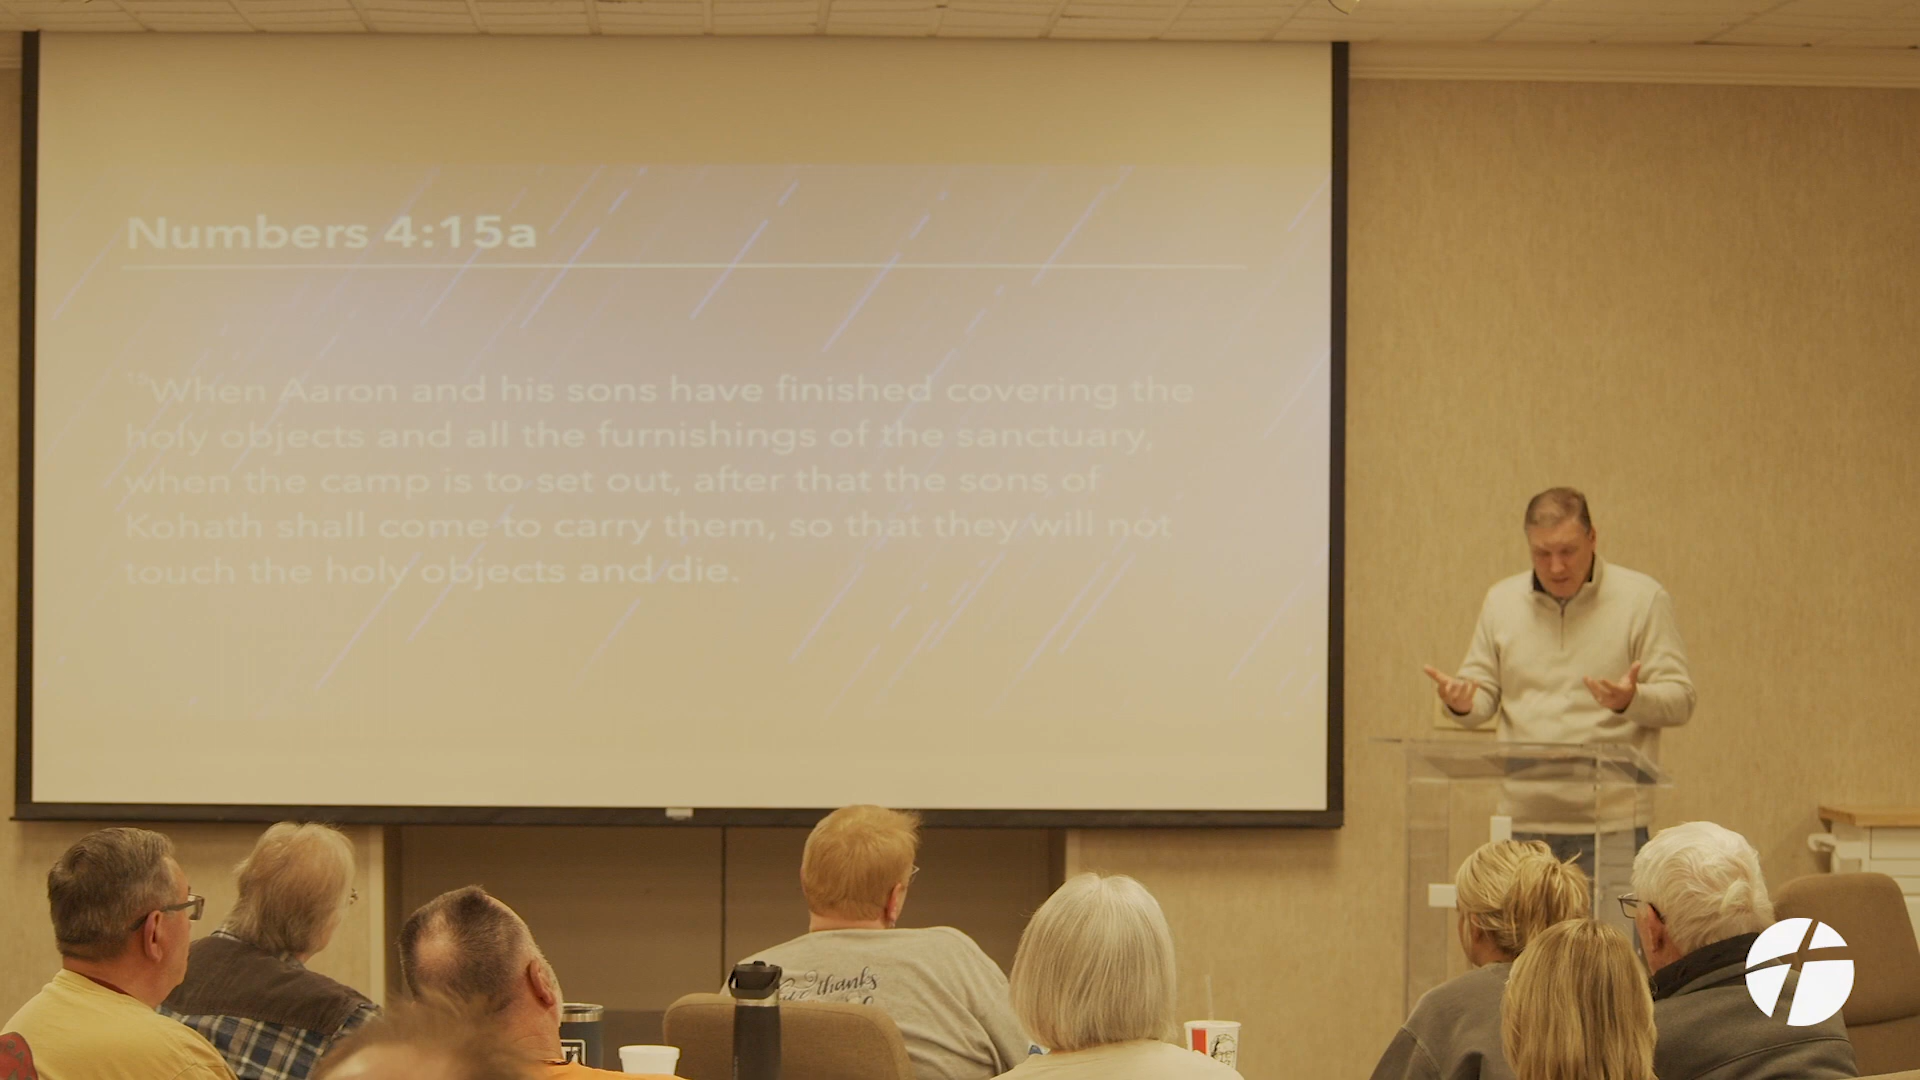 Numbers 4:15a
¹⁵When Aaron and his sons have finished covering the
holy objects and all the furnishings of the sanctuary,
when the camp is to set out, after that the sons of
Kohath shall come to carry them, so that they will not
touch the holy objects and die.
thanks